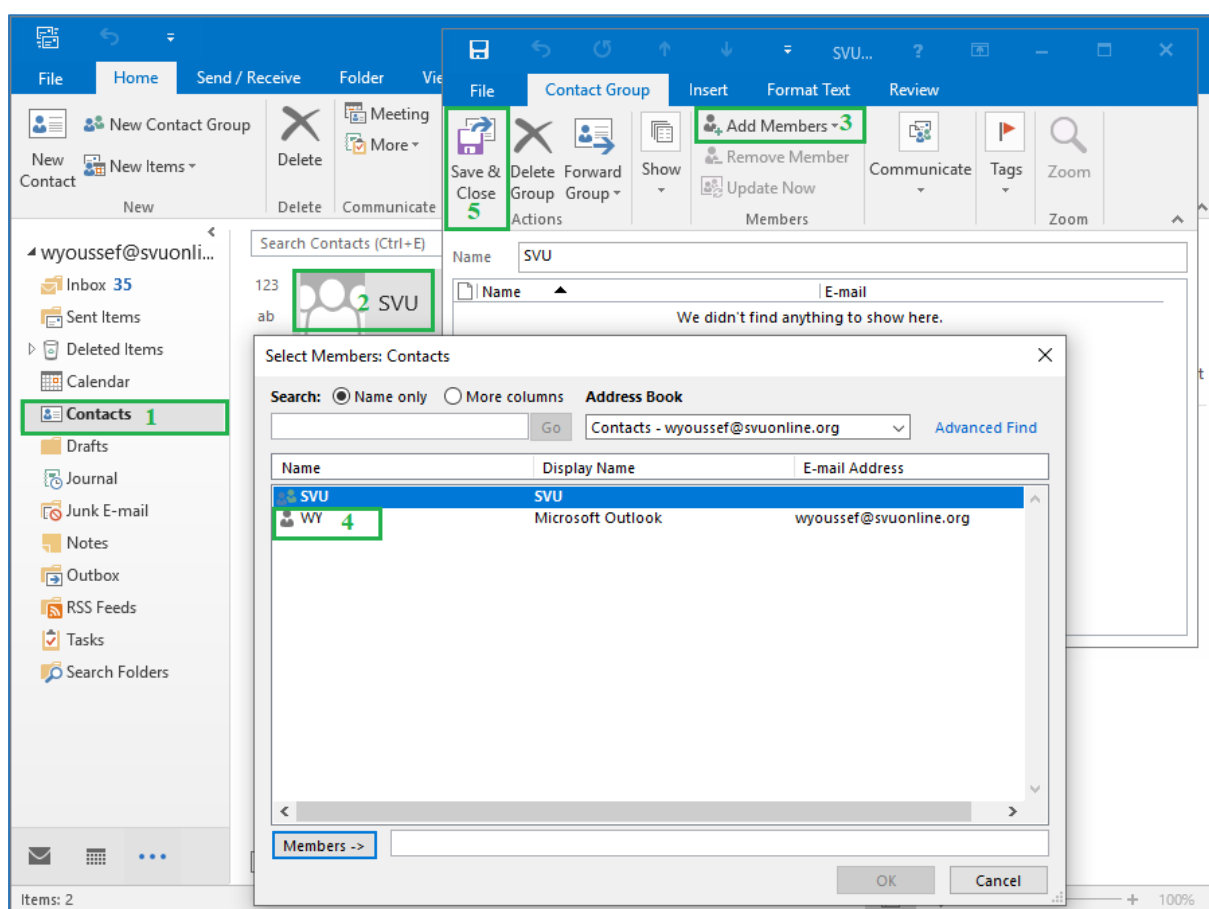 File Home Send / Receive Folder Vie
New Contact
New Contact Group
New Items
New
Delete
Delete
Meeting
More
Communicate
SVU... ?
File Contact Group Insert Format Text Review
Save & Close
5
Delete Group
Forward Group
Actions
Show
Add Members 3
Remove Member
Update Now
Members
Communicate
Tags
Zoom
Zoom
Name SVU
Name E-mail
We didn't find anything to show here.
wyoussef@svuonli...
Inbox 35
Sent Items
Deleted Items
Calendar
Contacts 1
Drafts
Journal
Junk E-mail
Notes
Outbox
RSS Feeds
Tasks
Search Folders
Search Contacts (Ctrl+E)
123
ab
2 SVU
t
Select Members: Contacts
Search: Name only More columns Address Book
Go Contacts - wyoussef@svuonline.org Advanced Find
Name Display Name E-mail Address
SVU SVU
WY 4 Microsoft Outlook wyoussef@svuonline.org
Members ->
OK Cancel
Items: 2
100%